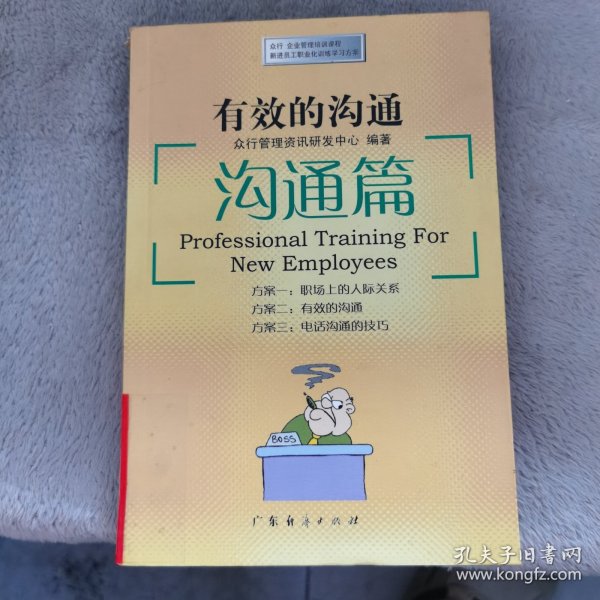 众行 企业管理培训课程
新进员工职业化训练学习方案
有效的沟通
众行管理资讯研发中心 编著
沟通篇
Professional Training For
New Employees
方案一:职场上的人际关系
方案二:有效的沟通
方案三:电话沟通的技巧
BOSS
广东经济出版社
孔夫子旧书网
www.kongfz.com